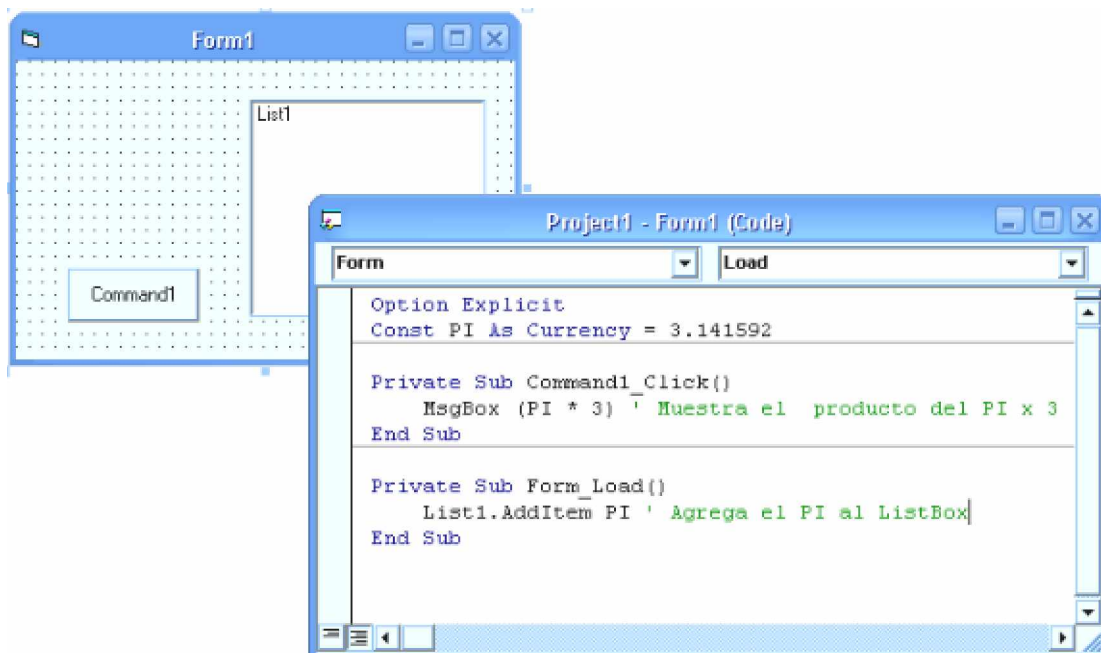 Form1
List1
Command1
Project1 - Form1 (Code)
Form
Load
Option Explicit
Const PI As Currency = 3.141592
Private Sub Command1_Click()
MsgBox (PI * 3) ' Muestra el producto del PI x 3
End Sub
Private Sub Form_Load()
List1.AddItem PI ' Agrega el PI al ListBox
End Sub